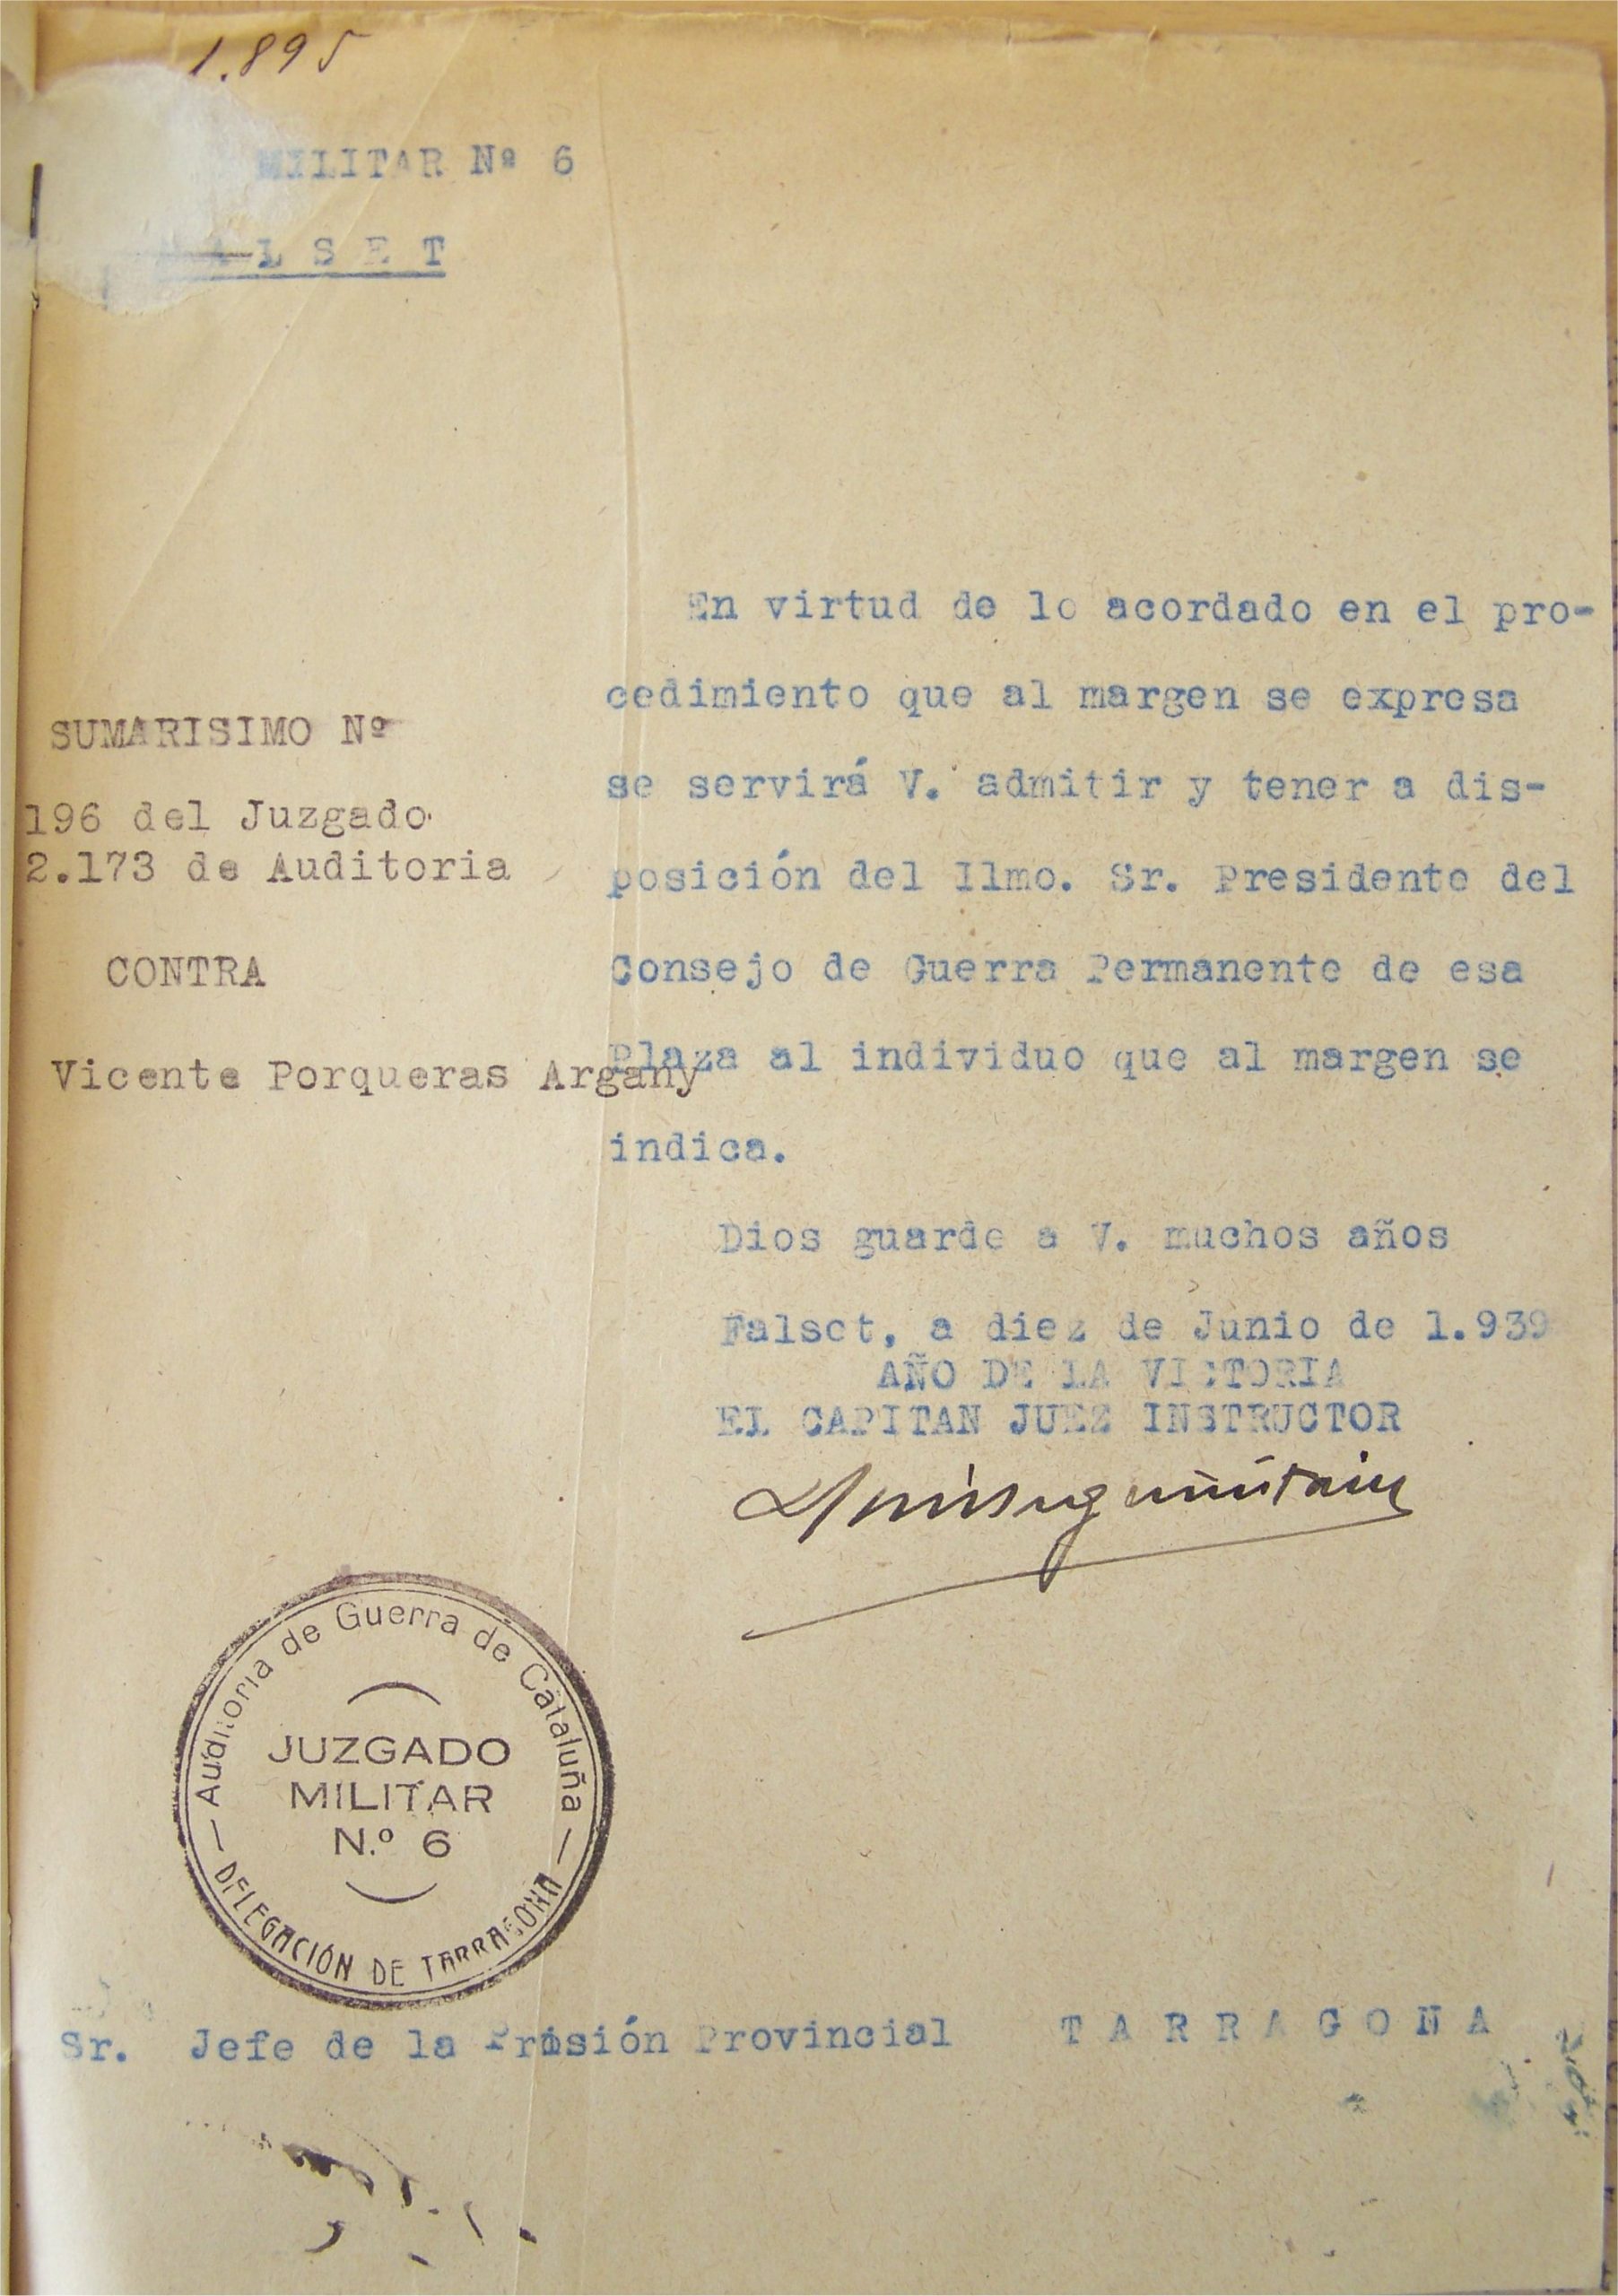 1.895
MILITAR Nº 6
LSET
SUMARISIMO Nº
196 del Juzgado
2.173 de Auditoria
CONTRA
Vicente Porqueras Argany
En virtud de lo acordado en el pro-
cedimiento que al margen se expresa
se servirá V. admitir y tener a dis-
posición del Ilmo. Sr. Presidente del
Consejo de Guerra Permanente de esa
Plaza al individuo que al margen se
indica.
Dios guarde a V. muchos años
Falset, a diez de Junio de 1.939
AÑO DE LA VICTORIA
EL CAPITAN JUEZ INSTRUCTOR
Auditoria de Guerra de Cataluña
JUZGADO
MILITAR
N.º 6
DELEGACIÓN DE TARRAGONA
Sr. Jefe de la Prisión Provincial TARRAGONA